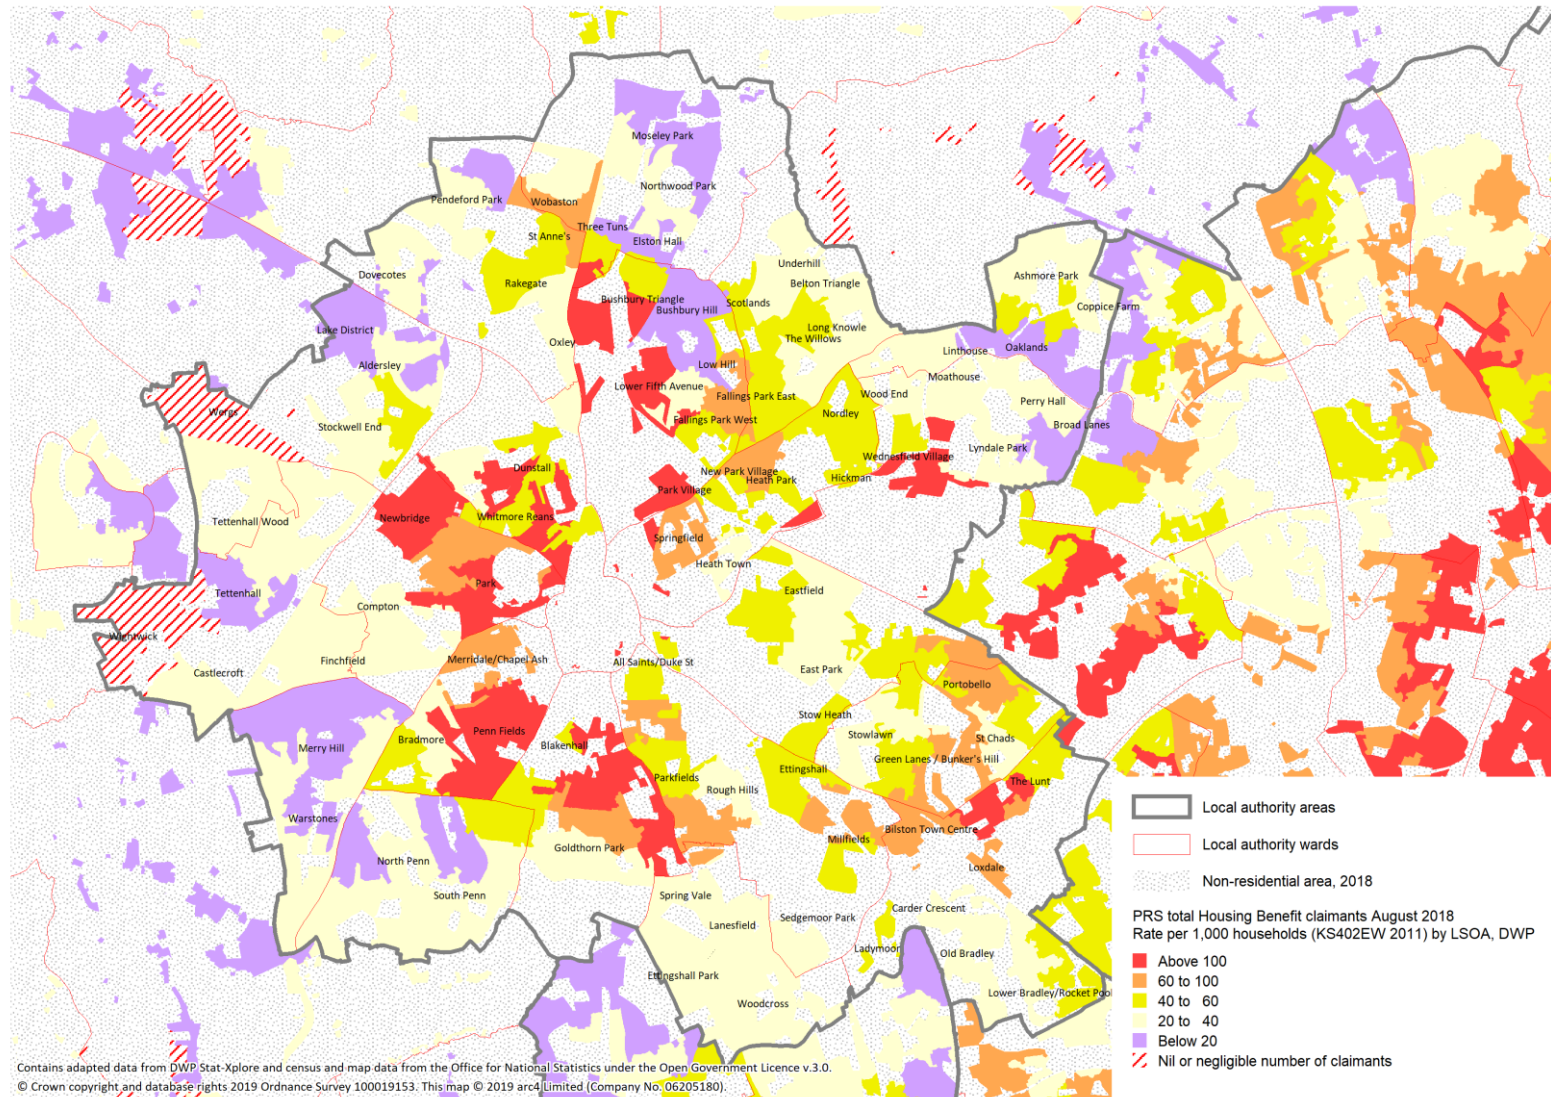 Moseley Park
Northwood Park
Pendeford Park
Wobaston
Three Tuns
St Anne's
Elston Hall
Underhill
Dovecotes
Ashmore Park
Rakegate
Belton Triangle
Bushbury Triangle
Scotlands
Bushbury Hill
Coppice Farm
Lake District
Long Knowle
The Willows
Oxley
Linthouse
Oaklands
Aldersley
Low Hill
Moathouse
Lower Fifth Avenue
Fallings Park East
Wood End
Perry Hall
Wergs
Nordley
Stockwell End
Fallings Park West
Broad Lanes
Lyndale Park
Wednesfield Village
Dunstall
New Park Village
Heath Park
Hickman
Park Village
Newbridge
Whitmore Reans
Tettenhall Wood
Springfield
Heath Town
Park
Eastfield
Tettenhall
Compton
Wightwick
Finchfield
Merridale/Chapel Ash
All Saints/Duke St
Castlecroft
East Park
Portobello
Stow Heath
Penn Fields
Stowlawn
St Chads
Bradmore
Merry Hill
Blakenhall
Green Lanes / Bunker's Hill
Ettingshall
Parkfields
The Lunt
Rough Hills
Warstones
Bilston Town Centre
Millfields
Goldthorn Park
North Penn
Loxdale
South Penn
Spring Vale
Carder Crescent
Sedgemoor Park
Lanesfield
Ladymoor
Old Bradley
Ettingshall Park
Lower Bradley/Rocket Pool
Woodcross
Local authority areas
Local authority wards
Non-residential area, 2018
PRS total Housing Benefit claimants August 2018
Rate per 1,000 households (KS402EW 2011) by LSOA, DWP
Above 100
60 to 100
40 to 60
20 to 40
Below 20
Nil or negligible number of claimants
Contains adapted data from DWP Stat-Xplore and census and map data from the Office for National Statistics under the Open Government Licence v.3.0.
© Crown copyright and database rights 2019 Ordnance Survey 100019153. This map © 2019 arc4 Limited (Company No. 06205180).